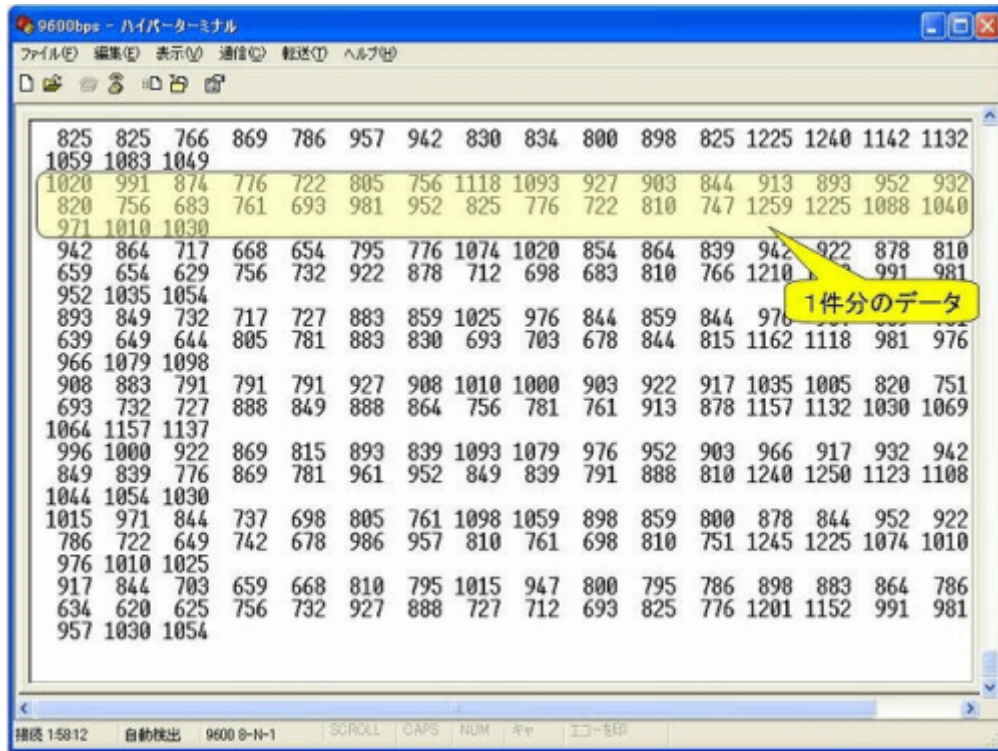 9600bps - ハイパーターミナル
ファイル(F) 編集(E) 表示(V) 通信(C) 転送(T) ヘルプ(H)
825 825 766 869 786 957 942 830 834 800 898 825 1225 1240 1142 1132
1059 1083 1049
1020 991 874 776 722 805 756 1118 1093 927 903 844 913 893 952 932
820 756 683 761 693 981 952 825 776 722 810 747 1259 1225 1088 1040
971 1010 1030
942 864 717 668 654 795 776 1074 1020 854 864 839 942 922 878 810
659 654 629 756 732 922 878 712 698 683 810 766 1210 991 981
952 1035 1054
1件分のデータ
893 849 732 717 727 883 859 1025 976 844 859 844
639 649 644 805 781 883 830 693 703 678 844 815 1162 1118 981 976
966 1079 1098
908 883 791 791 791 927 908 1010 1000 903 922 917 1035 1005 820 751
693 732 727 888 849 888 864 756 781 761 913 878 1157 1132 1030 1069
1064 1157 1137
996 1000 922 869 815 893 839 1093 1079 976 952 903 966 917 932 942
849 839 776 869 781 961 952 849 839 791 888 810 1240 1250 1123 1108
1044 1054 1030
1015 971 844 737 698 805 761 1098 1059 898 859 800 878 844 952 922
786 722 649 742 678 986 957 810 761 698 810 751 1245 1225 1074 1010
976 1010 1025
917 844 703 659 668 810 795 1015 947 800 795 786 898 883 864 786
634 620 625 756 732 927 888 727 712 693 825 776 1201 1152 991 981
957 1030 1054
接続 1:58:12 自動検出 9600 8-N-1 SCROLL CAPS NUM キャ エコーを印